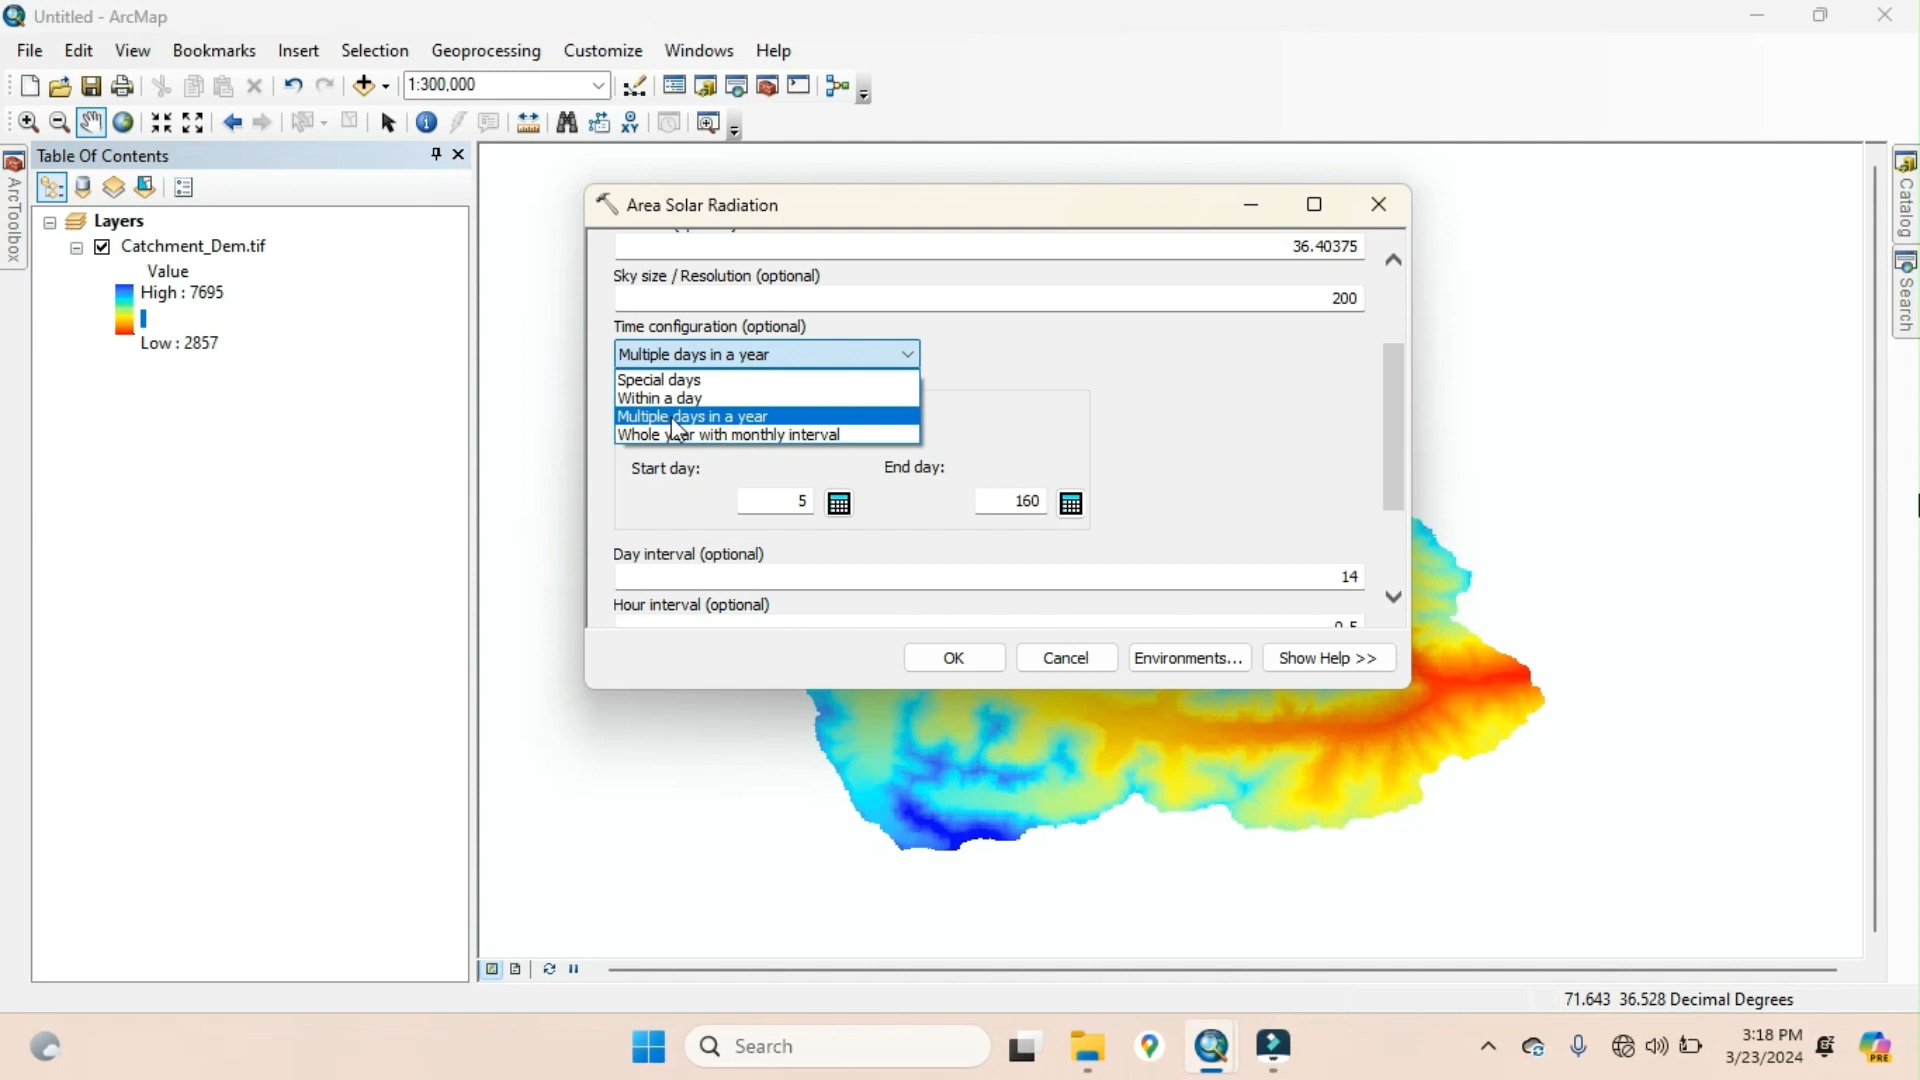 Untitled - ArcMap
File Edit View Bookmarks Insert Selection Geoprocessing Customize Windows Help
1:300,000
Table Of Contents
ArcToolbox
Layers
Catchment_Dem.tif
Value
High : 7695
Low : 2857
Area Solar Radiation
36.40375
Sky size / Resolution (optional)
200
Time configuration (optional)
Multiple days in a year
Special days
Within a day
Multiple days in a year
Whole year with monthly interval
Start day: End day:
5 160
Day interval (optional)
14
Hour interval (optional)
OK Cancel Environments... Show Help >>
Catalog
Search
71.643 36.528 Decimal Degrees
Search
3:18 PM
3/23/2024
PRE